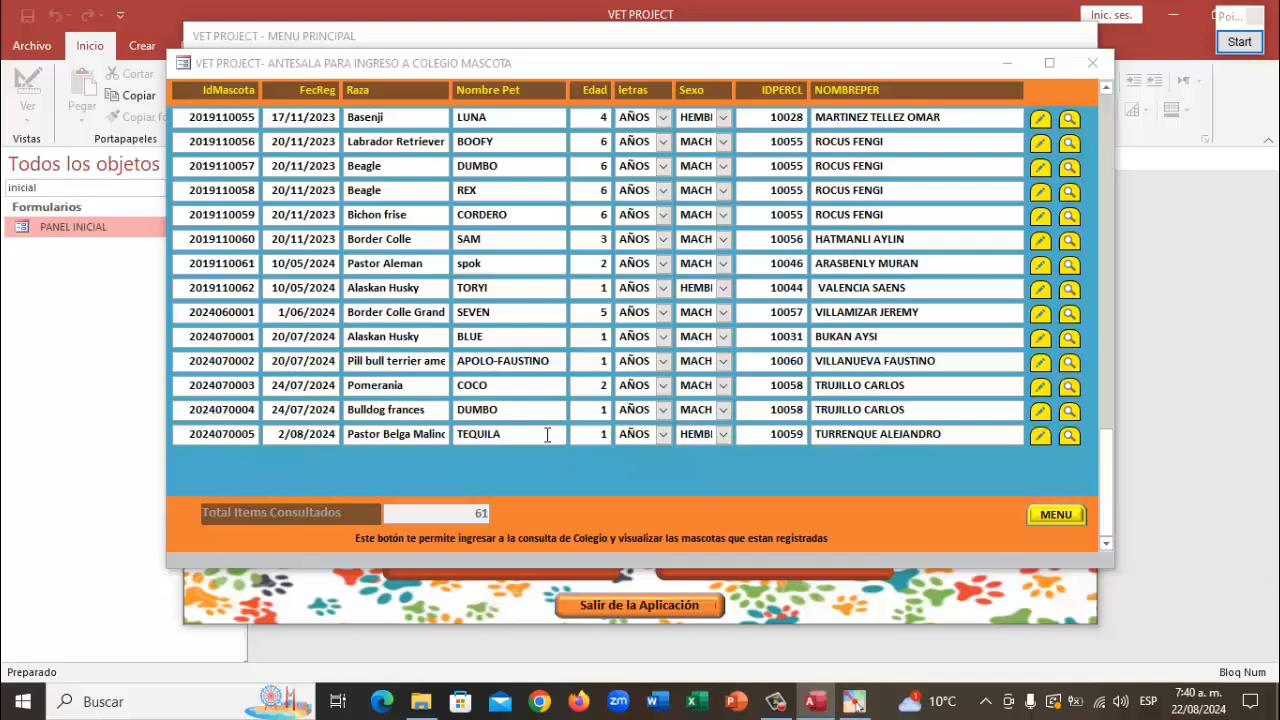 VET PROJECT
Inic. ses.
Poi...
Start
Archivo Inicio Crear
Ver
Pegar
Cortar
Copiar
Copiar fo
Vistas Portapapeles
VET PROJECT - MENU PRINCIPAL
VET PROJECT- ANTESALA PARA INGRESO A COLEGIO MASCOTA
Todos los objetos
inicial
Formularios
PANEL INICIAL
IdMascota FecReg Raza Nombre Pet Edad letras Sexo IDPERCL NOMBREPER
2019110055 17/11/2023 Basenji LUNA 4 AÑOS HEMBI 10028 MARTINEZ TELLEZ OMAR
2019110056 20/11/2023 Labrador Retriever BOOFY 6 AÑOS MACH 10055 ROCUS FENGI
2019110057 20/11/2023 Beagle DUMBO 6 AÑOS MACH 10055 ROCUS FENGI
2019110058 20/11/2023 Beagle REX 6 AÑOS MACH 10055 ROCUS FENGI
2019110059 20/11/2023 Bichon frise CORDERO 6 AÑOS MACH 10055 ROCUS FENGI
2019110060 20/11/2023 Border Colle SAM 3 AÑOS MACH 10056 HATMANLI AYLIN
2019110061 10/05/2024 Pastor Aleman spok 2 AÑOS MACH 10046 ARASBENLY MURAN
2019110062 10/05/2024 Alaskan Husky TORYI 1 AÑOS HEMBI 10044 VALENCIA SAENS
2024060001 1/06/2024 Border Colle Grand SEVEN 5 AÑOS MACH 10057 VILLAMIZAR JEREMY
2024070001 20/07/2024 Alaskan Husky BLUE 1 AÑOS MACH 10031 BUKAN AYSI
2024070002 20/07/2024 Pill bull terrier ame APOLO-FAUSTINO 1 AÑOS MACH 10060 VILLANUEVA FAUSTINO
2024070003 24/07/2024 Pomerania COCO 2 AÑOS MACH 10058 TRUJILLO CARLOS
2024070004 24/07/2024 Bulldog frances DUMBO 1 AÑOS MACH 10058 TRUJILLO CARLOS
2024070005 2/08/2024 Pastor Belga Malinc TEQUILA 1 AÑOS HEMBI 10059 TURRENQUE ALEJANDRO
Total Items Consultados 61
MENU
Este botón te permite ingresar a la consulta de Colegio y visualizar las mascotas que estan registradas
Salir de la Aplicación
Preparado
Bloq Num
Buscar
zm
1
10°C
ESP
7:40 a. m.
22/08/2024